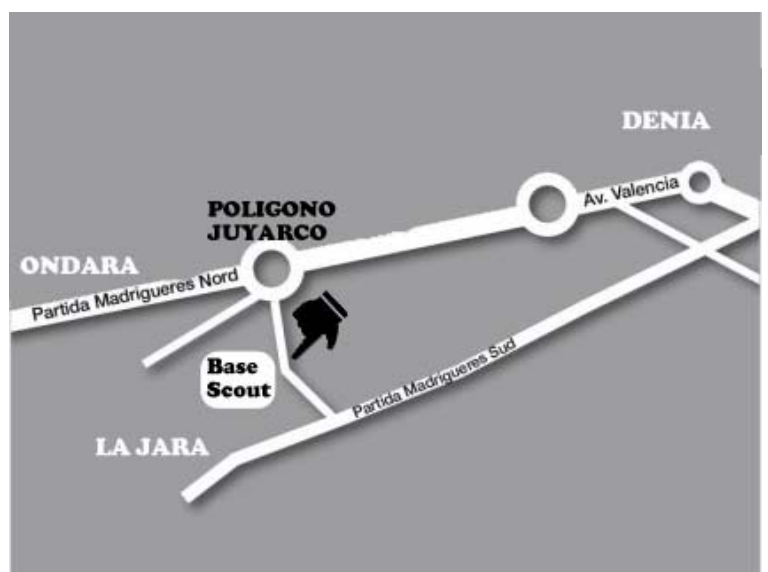 DENIA
Av. Valencia
POLIGONO
JUYARCO
ONDARA
Partida Madrigueres Nord
Base
Scout
Partida Madrigueres Sud
LA JARA